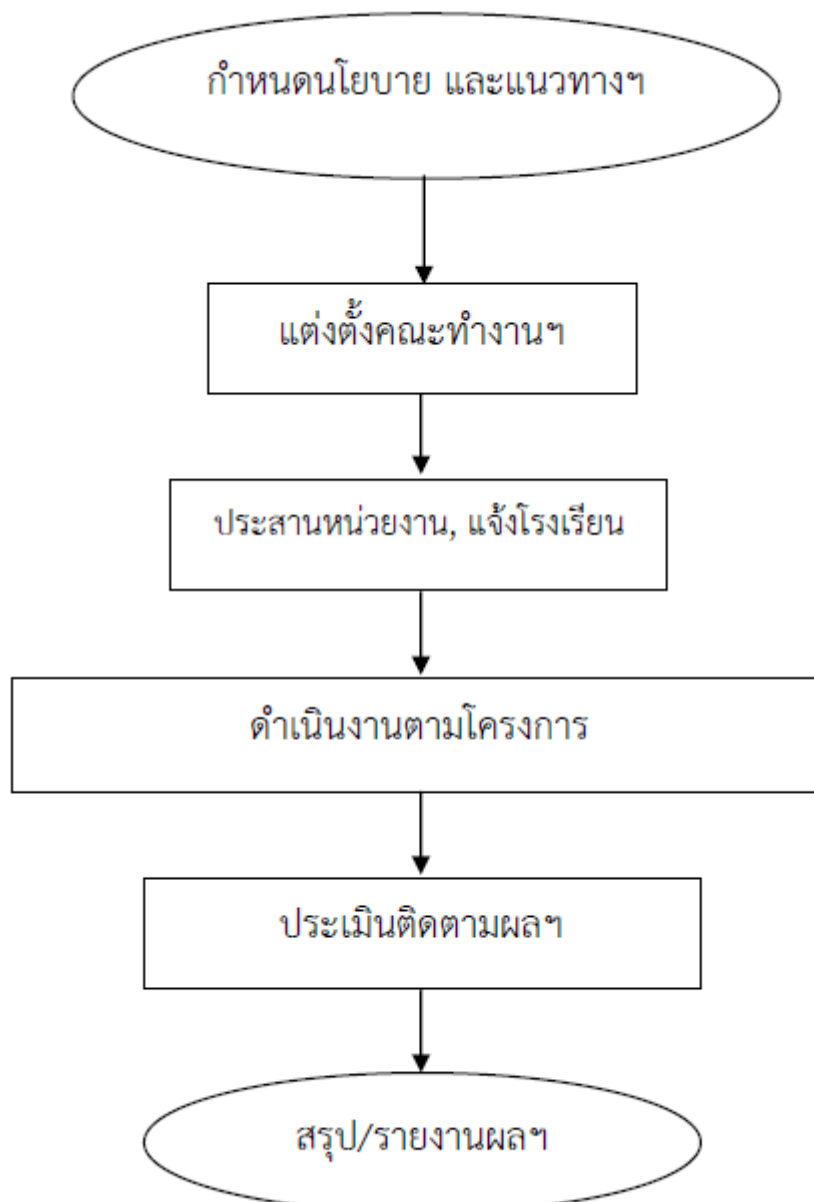 กำหนดนโยบาย และแนวทางฯ
แต่งตั้งคณะทำงานฯ
ประสานหน่วยงาน, แจ้งโรงเรียน
ดำเนินงานตามโครงการ
ประเมินติดตามผลฯ
สรุป/รายงานผลฯ